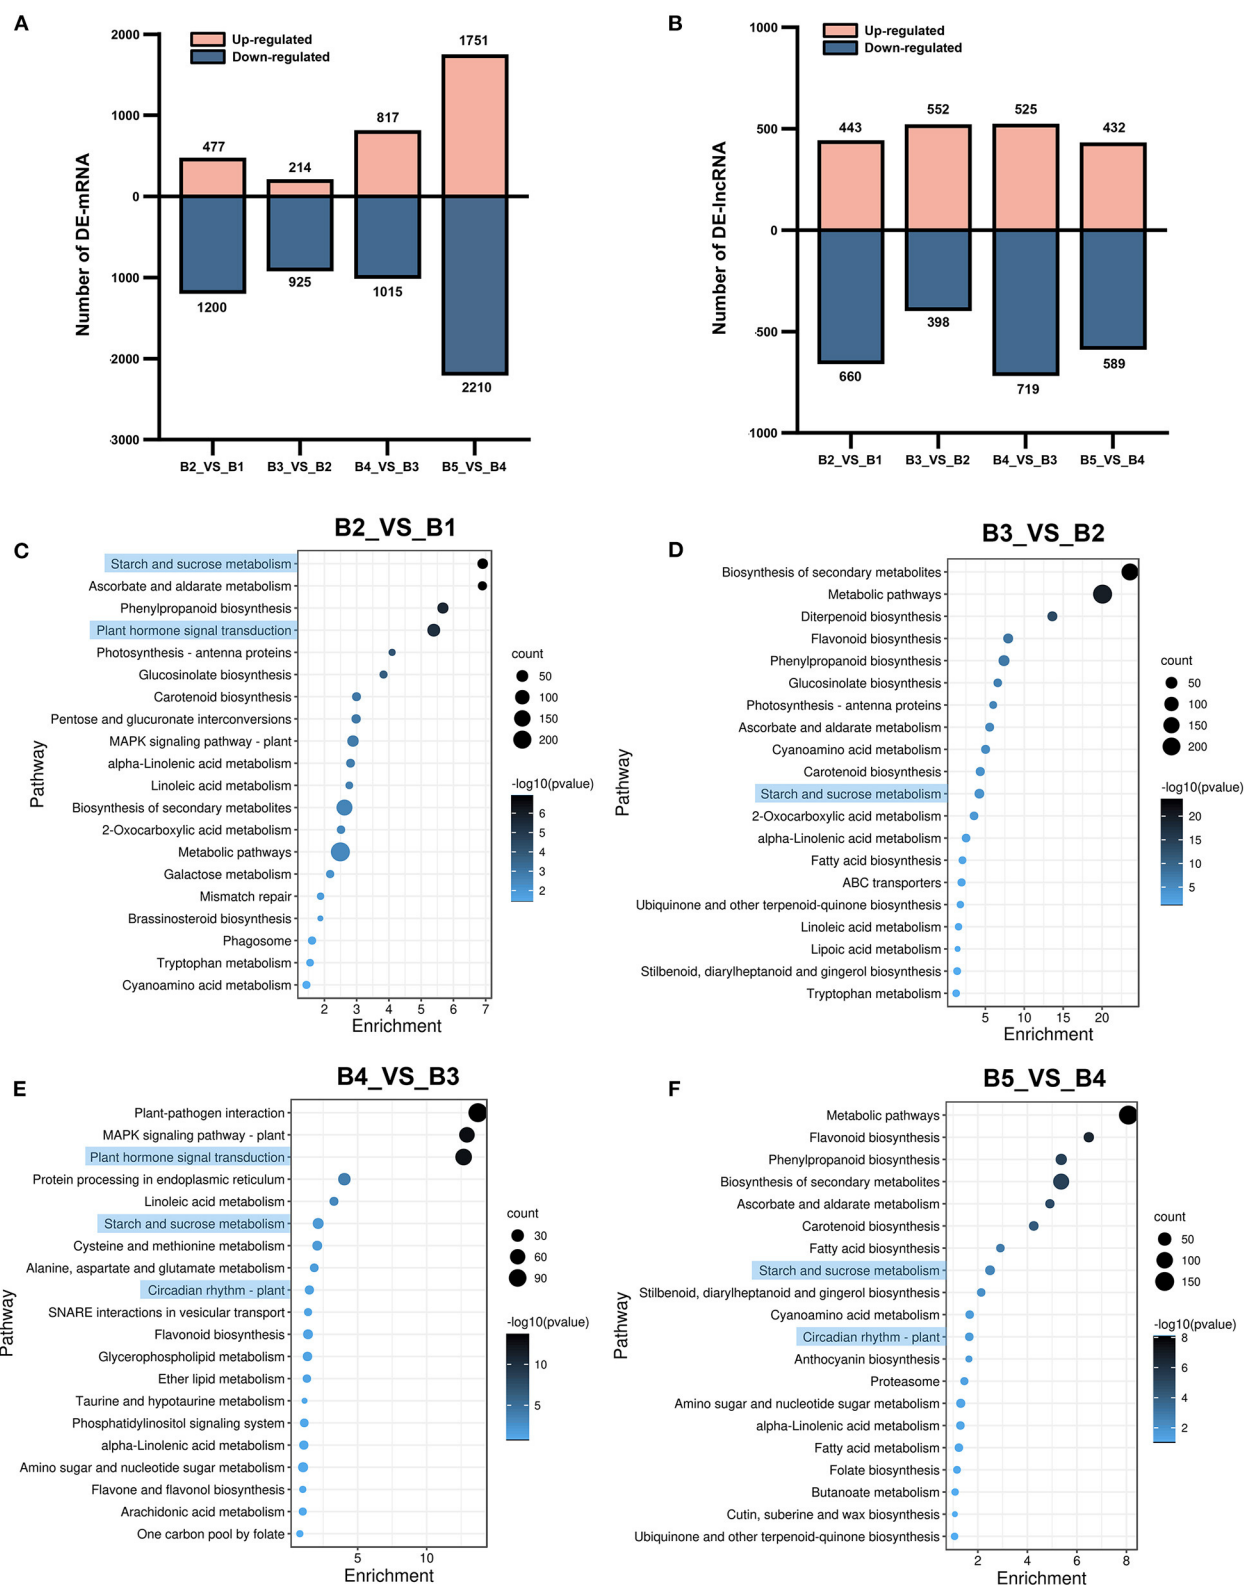 A
2000
1000
0
1000
2000
3000
Number of DE-mRNA
Up-regulated
Down-regulated
477
214
817
1751
1200
925
1015
2210
B2_VS_B1
B3_VS_B2
B4_VS_B3
B5_VS_B4
B
1000
500
0
-500
-1000
Number of DE-lncRNA
Up-regulated
Down-regulated
443
552
525
432
660
398
719
589
B2_VS_B1
B3_VS_B2
B4_VS_B3
B5_VS_B4
C
B2_VS_B1
Pathway
Starch and sucrose metabolism
Ascorbate and aldarate metabolism
Phenylpropanoid biosynthesis
Plant hormone signal transduction
Photosynthesis - antenna proteins
Glucosinolate biosynthesis
Carotenoid biosynthesis
Pentose and glucuronate interconversions
MAPK signaling pathway - plant
alpha-Linolenic acid metabolism
Linoleic acid metabolism
Biosynthesis of secondary metabolites
2-Oxocarboxylic acid metabolism
Metabolic pathways
Galactose metabolism
Mismatch repair
Brassinosteroid biosynthesis
Phagosome
Tryptophan metabolism
Cyanoamino acid metabolism
2 3 4 5 6 7
Enrichment
count
50
100
150
200
-log10(pvalue)
6
5
4
3
2
D
B3_VS_B2
Pathway
Biosynthesis of secondary metabolites
Metabolic pathways
Diterpenoid biosynthesis
Flavonoid biosynthesis
Phenylpropanoid biosynthesis
Glucosinolate biosynthesis
Photosynthesis - antenna proteins
Ascorbate and aldarate metabolism
Cyanoamino acid metabolism
Carotenoid biosynthesis
Starch and sucrose metabolism
2-Oxocarboxylic acid metabolism
alpha-Linolenic acid metabolism
Fatty acid biosynthesis
ABC transporters
Ubiquinone and other terpenoid-quinone biosynthesis
Linoleic acid metabolism
Lipoic acid metabolism
Stilbenoid, diarylheptanoid and gingerol biosynthesis
Tryptophan metabolism
5 10 15 20
Enrichment
count
50
100
150
200
-log10(pvalue)
20
15
10
5
E
B4_VS_B3
Pathway
Plant-pathogen interaction
MAPK signaling pathway - plant
Plant hormone signal transduction
Protein processing in endoplasmic reticulum
Linoleic acid metabolism
Starch and sucrose metabolism
Cysteine and methionine metabolism
Alanine, aspartate and glutamate metabolism
Circadian rhythm - plant
SNARE interactions in vesicular transport
Flavonoid biosynthesis
Glycerophospholipid metabolism
Ether lipid metabolism
Taurine and hypotaurine metabolism
Phosphatidylinositol signaling system
alpha-Linolenic acid metabolism
Amino sugar and nucleotide sugar metabolism
Flavone and flavonol biosynthesis
Arachidonic acid metabolism
One carbon pool by folate
5 10
Enrichment
count
30
60
90
-log10(pvalue)
10
5
F
B5_VS_B4
Pathway
Metabolic pathways
Flavonoid biosynthesis
Phenylpropanoid biosynthesis
Biosynthesis of secondary metabolites
Ascorbate and aldarate metabolism
Carotenoid biosynthesis
Fatty acid biosynthesis
Starch and sucrose metabolism
Stilbenoid, diarylheptanoid and gingerol biosynthesis
Cyanoamino acid metabolism
Circadian rhythm - plant
Anthocyanin biosynthesis
Proteasome
Amino sugar and nucleotide sugar metabolism
alpha-Linolenic acid metabolism
Fatty acid metabolism
Folate biosynthesis
Butanoate metabolism
Cutin, suberine and wax biosynthesis
Ubiquinone and other terpenoid-quinone biosynthesis
2 4 6 8
Enrichment
count
50
100
150
-log10(pvalue)
8
6
4
2